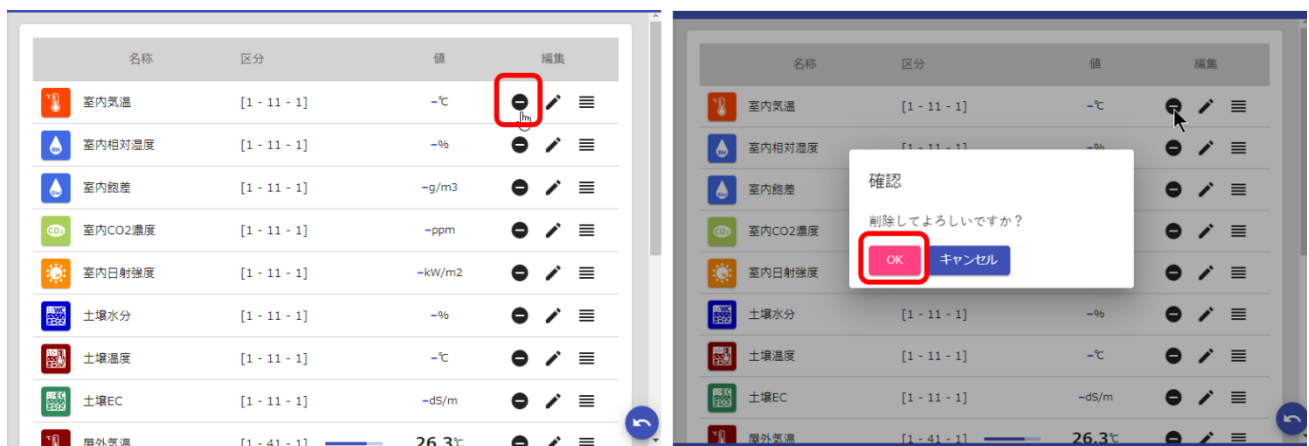 名称 区分 値 編集
室内気温 [1 - 11 - 1] -℃
室内相対湿度 [1 - 11 - 1] -%
室内飽差 [1 - 11 - 1] -g/m3
室内CO2濃度 [1 - 11 - 1] -ppm
室内日射強度 [1 - 11 - 1] -kW/m2
土壌水分 [1 - 11 - 1] -%
土壌温度 [1 - 11 - 1] -℃
土壌EC [1 - 11 - 1] -dS/m
屋外気温 [1 - 41 - 1] 26.3℃
名称 区分 値 編集
室内気温 [1 - 11 - 1] -℃
室内相対湿度 [1 - 11 - 1] -%
室内飽差
室内CO2濃度
室内日射強度
確認
削除してよろしいですか？
OK キャンセル
土壌水分 [1 - 11 - 1] -%
土壌温度 [1 - 11 - 1] -℃
土壌EC [1 - 11 - 1] -dS/m
屋外気温 [1 - 41 - 1] 26.3℃